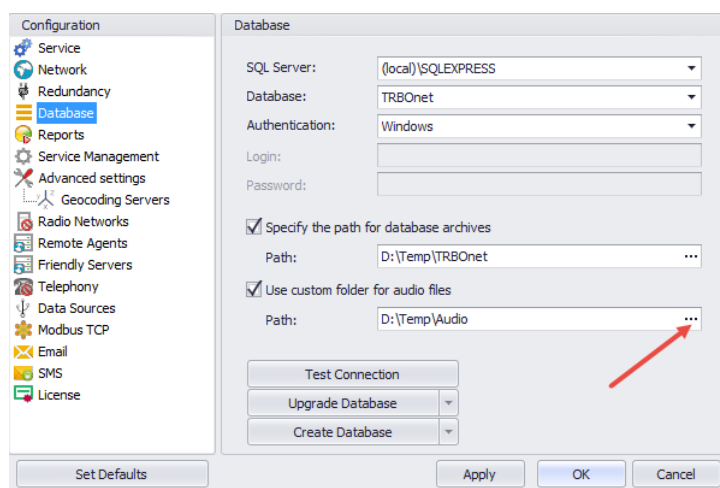 Configuration
Service
Network
Redundancy
Database
Reports
Service Management
Advanced settings
Geocoding Servers
Radio Networks
Remote Agents
Friendly Servers
Telephony
Data Sources
Modbus TCP
Email
SMS
License
Set Defaults
Database
SQL Server: (local)\SQLEXPRESS
Database: TRBOnet
Authentication: Windows
Login:
Password:
Specify the path for database archives
Path: D:\Temp\TRBOnet ...
Use custom folder for audio files
Path: D:\Temp\Audio ...
Test Connection
Upgrade Database
Create Database
Apply OK Cancel